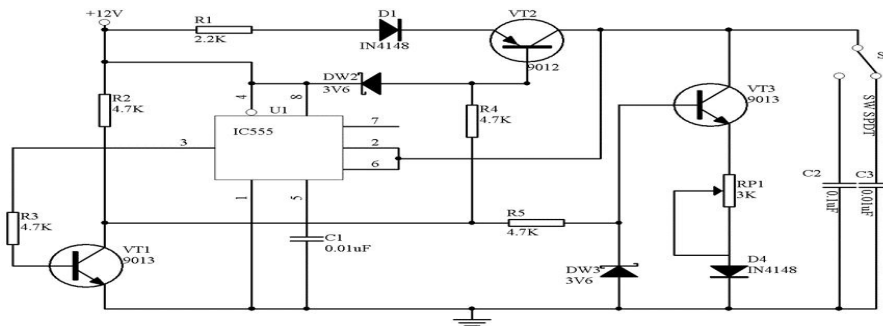 +12V
R1
2.2K
D1
IN4148
VT2
9012
DW2
3V6
R2
4.7K
4
8
U1
IC555
3
7
2
6
1
5
R4
4.7K
VT3
9013
S
SW SPDT
R3
4.7K
VT1
9013
C1
0.01uF
R5
4.7K
RP1
3K
C2
0.1uF
C3
0.01uF
DW3
3V6
D4
IN4148